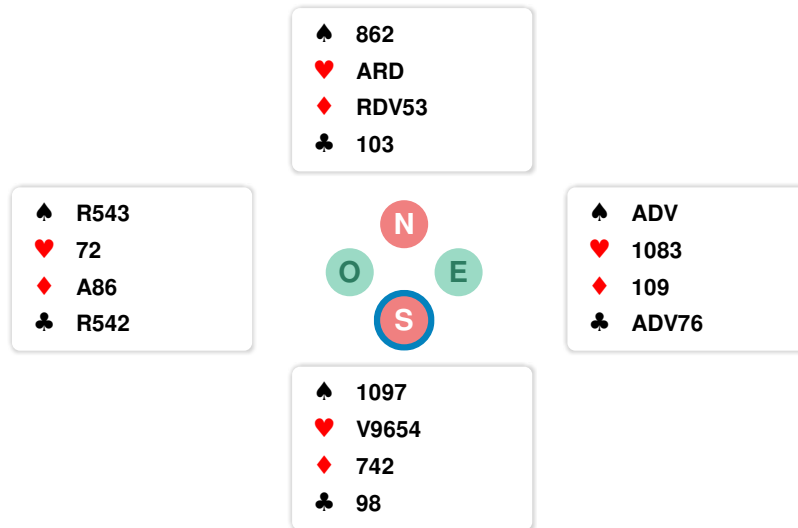 ♠ 862
♥ ARD
♦ RDV53
♣ 103
♠ R543
♥ 72
♦ A86
♣ R542
N
O E
S
♠ ADV
♥ 1083
♦ 109
♣ ADV76
♠ 1097
♥ V9654
♦ 742
♣ 98